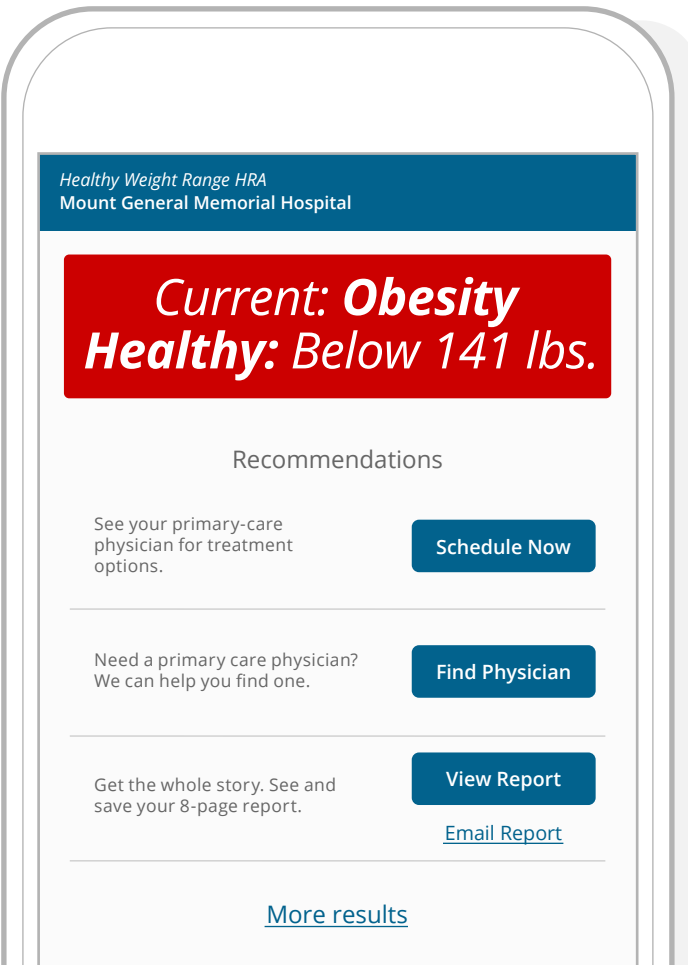 Healthy Weight Range HRA
Mount General Memorial Hospital
Current: Obesity
Healthy: Below 141 lbs.
Recommendations
See your primary-care
physician for treatment
options.
Schedule Now
Need a primary care physician?
We can help you find one.
Find Physician
Get the whole story. See and
save your 8-page report.
View Report
Email Report
More results